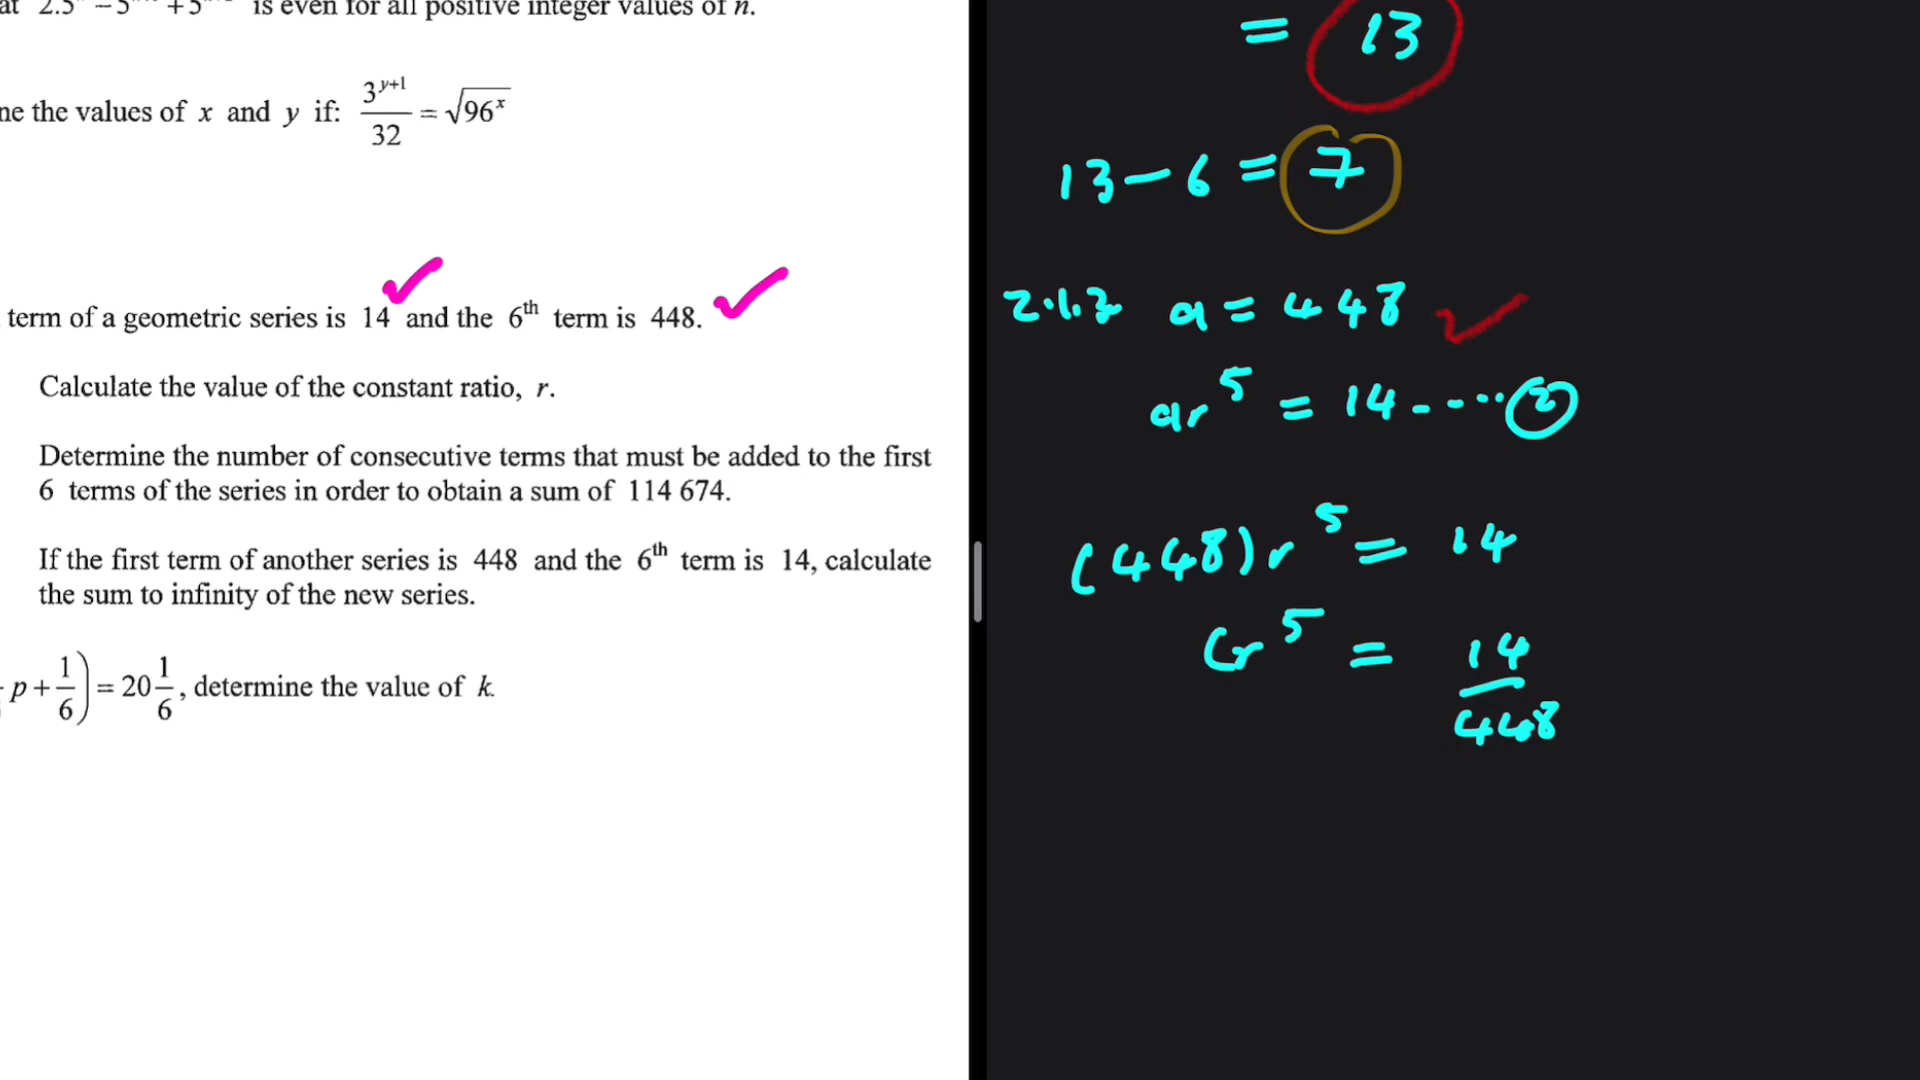 is even for all positive integer values of n.
ne the values of x and y if: 3^{y+1}/32 = √96^x
term of a geometric series is 14 and the 6th term is 448.
Calculate the value of the constant ratio, r.
Determine the number of consecutive terms that must be added to the first
6 terms of the series in order to obtain a sum of 114 674.
If the first term of another series is 448 and the 6th term is 14, calculate
the sum to infinity of the new series.
p + 1/6) = 20 1/6, determine the value of k.
= 13
13 - 6 = 7
2.1.3 a = 448
ar^5 = 14 - - ... ②
(448)r^5 = 14
r^5 = 14/448